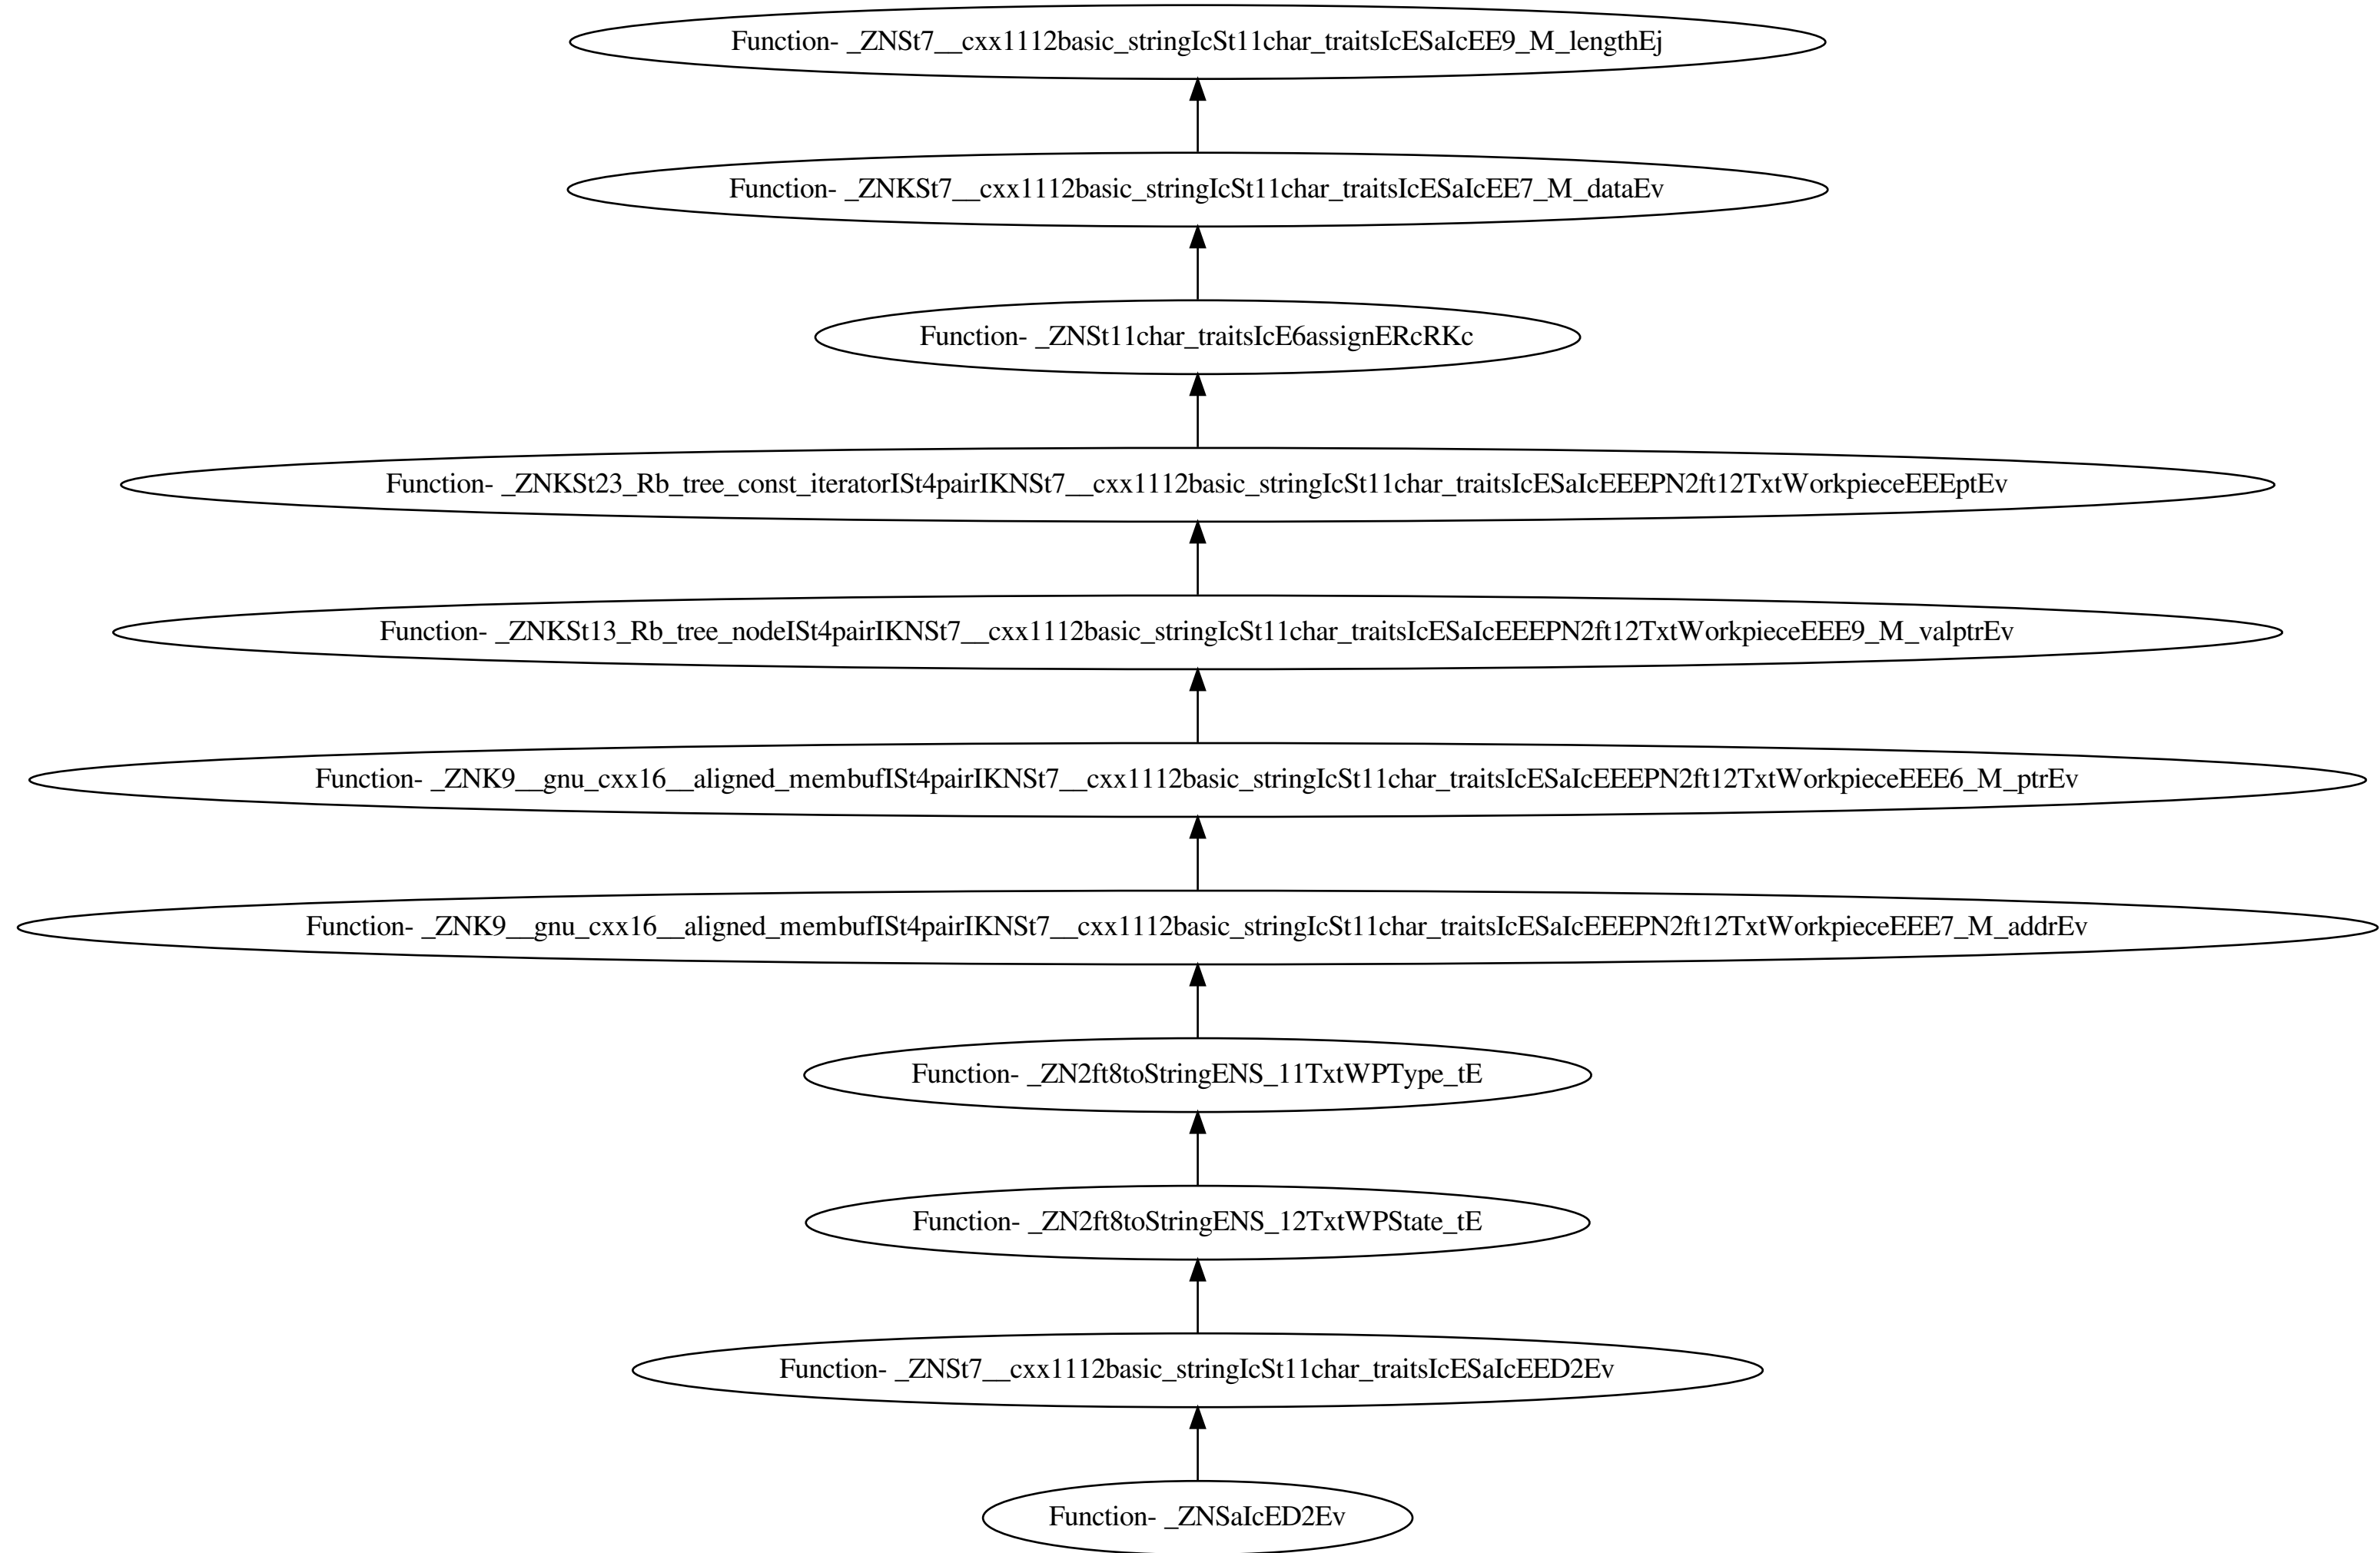 Function- _ZNSt7__cxx1112basic_stringIcSt11char_traitsIcESaIcEE9_M_lengthEj
Function- _ZNKSt7__cxx1112basic_stringIcSt11char_traitsIcESaIcEE7_M_dataEv
Function- _ZNSt11char_traitsIcE6assignERcRKc
Function- _ZNKSt23_Rb_tree_const_iteratorISt4pairIKNSt7__cxx1112basic_stringIcSt11char_traitsIcESaIcEEEPN2ft12TxtWorkpieceEEEptEv
Function- _ZNKSt13_Rb_tree_nodeISt4pairIKNSt7__cxx1112basic_stringIcSt11char_traitsIcESaIcEEEPN2ft12TxtWorkpieceEEE9_M_valptrEv
Function- _ZNK9__gnu_cxx16__aligned_membufISt4pairIKNSt7__cxx1112basic_stringIcSt11char_traitsIcESaIcEEEPN2ft12TxtWorkpieceEEE6_M_ptrEv
Function- _ZNK9__gnu_cxx16__aligned_membufISt4pairIKNSt7__cxx1112basic_stringIcSt11char_traitsIcESaIcEEEPN2ft12TxtWorkpieceEEE7_M_addrEv
Function- _ZN2ft8toStringENS_11TxtWPType_tE
Function- _ZN2ft8toStringENS_12TxtWPState_tE
Function- _ZNSt7__cxx1112basic_stringIcSt11char_traitsIcESaIcEED2Ev
Function- _ZNSaIcED2Ev